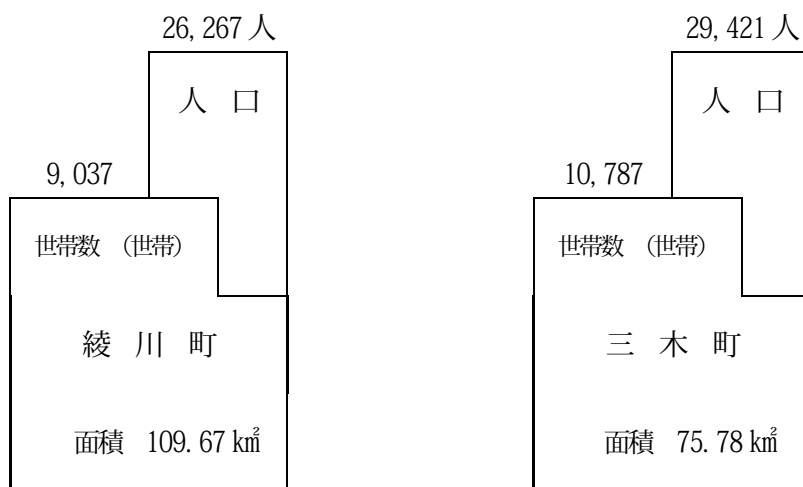 26,267人
人 口
9,037
世帯数 （世帯）
綾 川 町
面積 109.67 k㎡
29,421人
人 口
10,787
世帯数 （世帯）
三 木 町
面積 75.78 k㎡